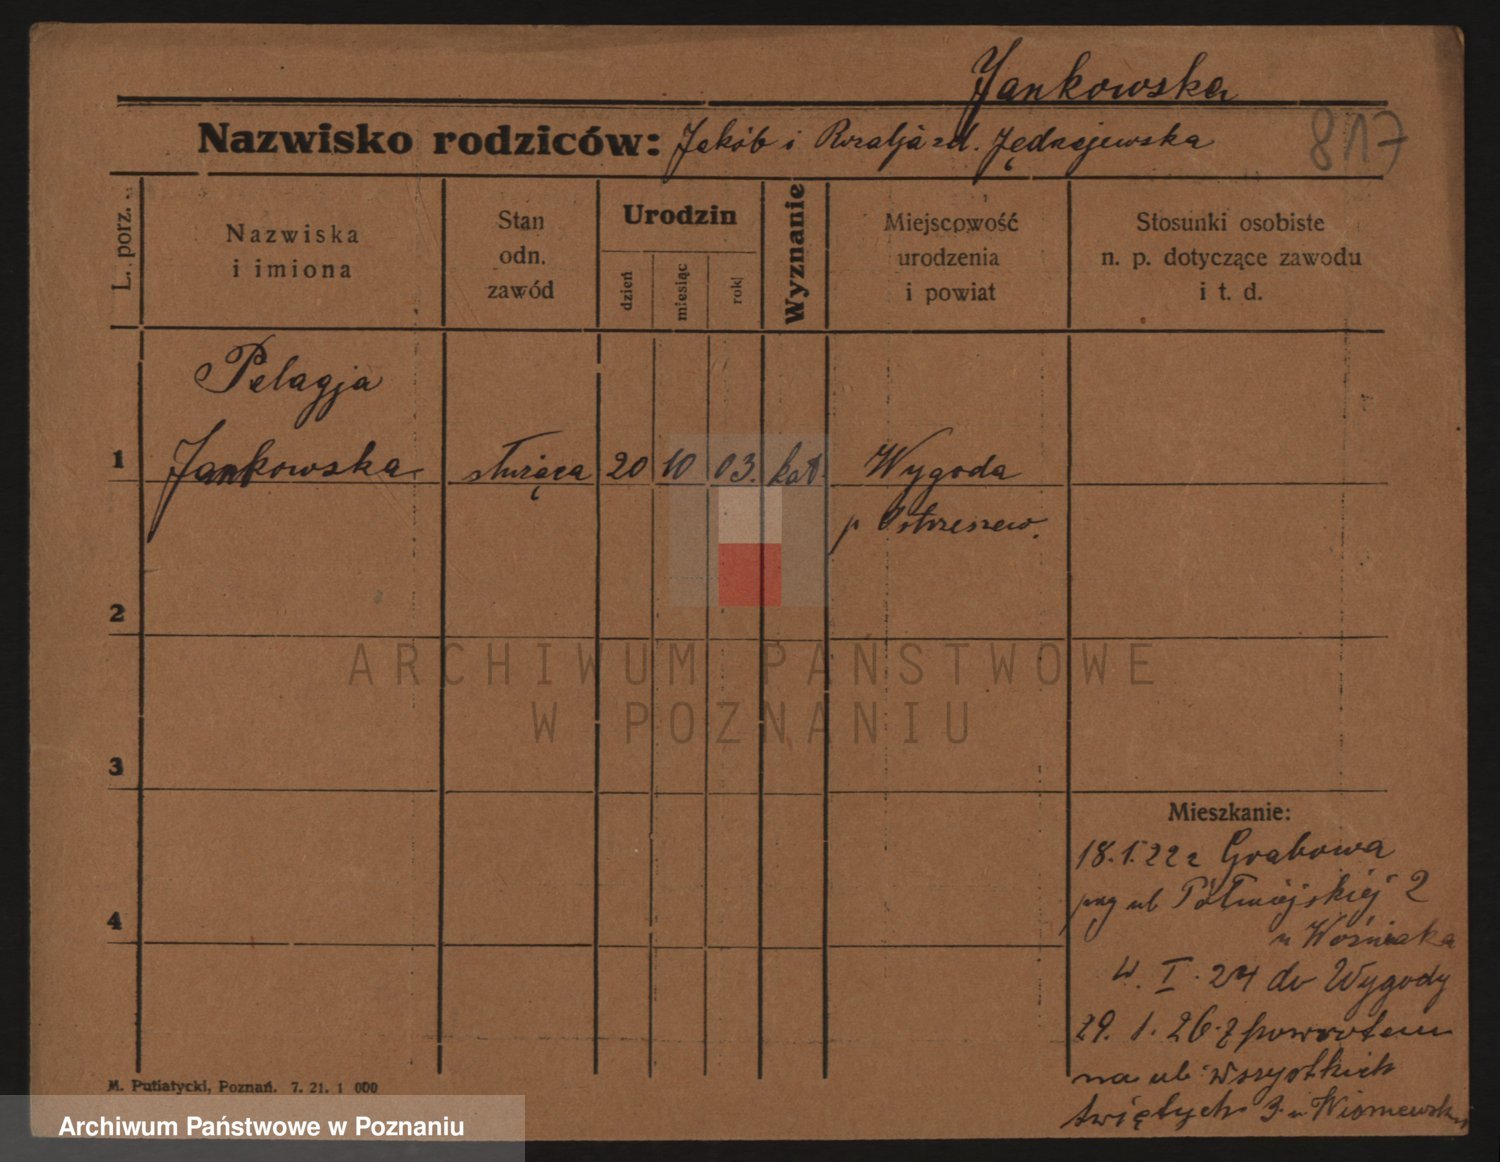 Jankowska
Nazwisko rodziców: Jakób i Rozalja zd. Jędrzejewska
817
L. porz.
Nazwiska
i imiona
Stan
odn.
zawód
Urodzin
dzień
miesiąc
rok
Wyznanie
Miejscowość
urodzenia
i powiat
Stosunki osobiste
n. p. dotyczące zawodu
i t. d.
Pelagja
1 Jankowska służąca 20 10 03. kat. Wygoda
p Ostrzeszew.
2
3
4
ARCHIWUM PAŃSTWOWE
W POZNANIU
Mieszkanie:
18.1.22 z Grabowa
ul Półwiejskiej 2
u Woźniaka
4. I. 24 do Wygody
29. 1. 26 z powrotem
na ul. Wszystkich
Świętych 3 u
M. Putiatycki, Poznań. 7. 21. 1 000
Archiwum Państwowe w Poznaniu